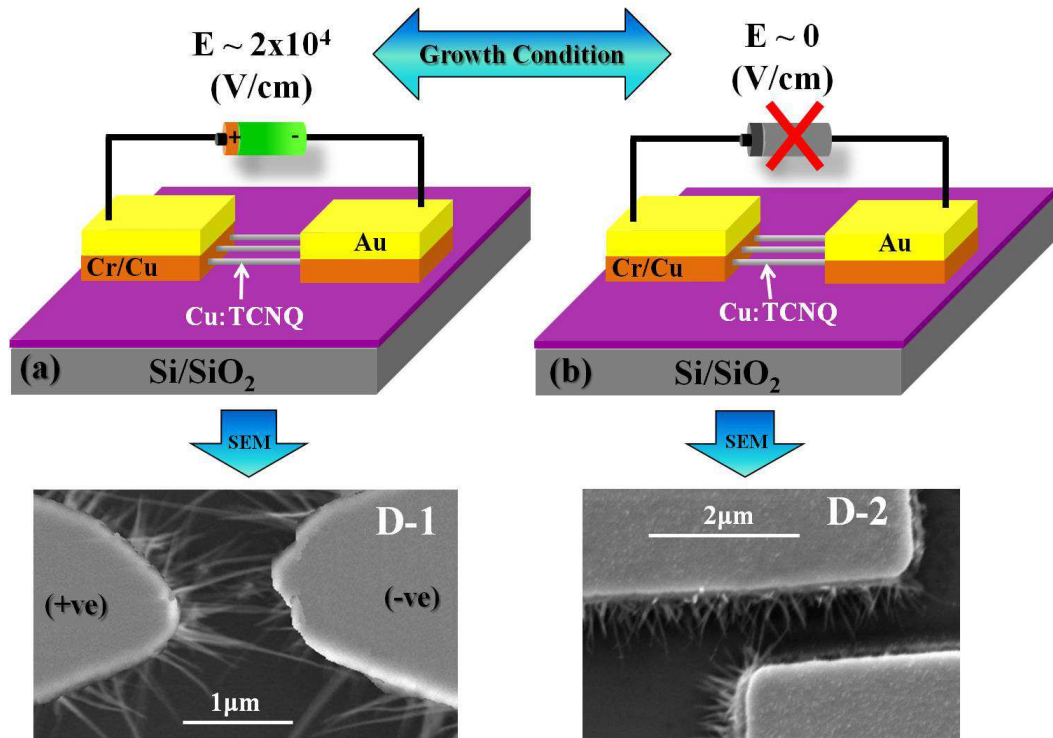 E ~ 2x10⁴
(V/cm)
Growth Condition
E ~ 0
(V/cm)
+ -
Au
Cr/Cu
Cu:TCNQ
(a)
Si/SiO₂
Au
Cr/Cu
Cu:TCNQ
(b)
Si/SiO₂
SEM
SEM
D-1
(+ve)
(-ve)
1μm
2μm
D-2